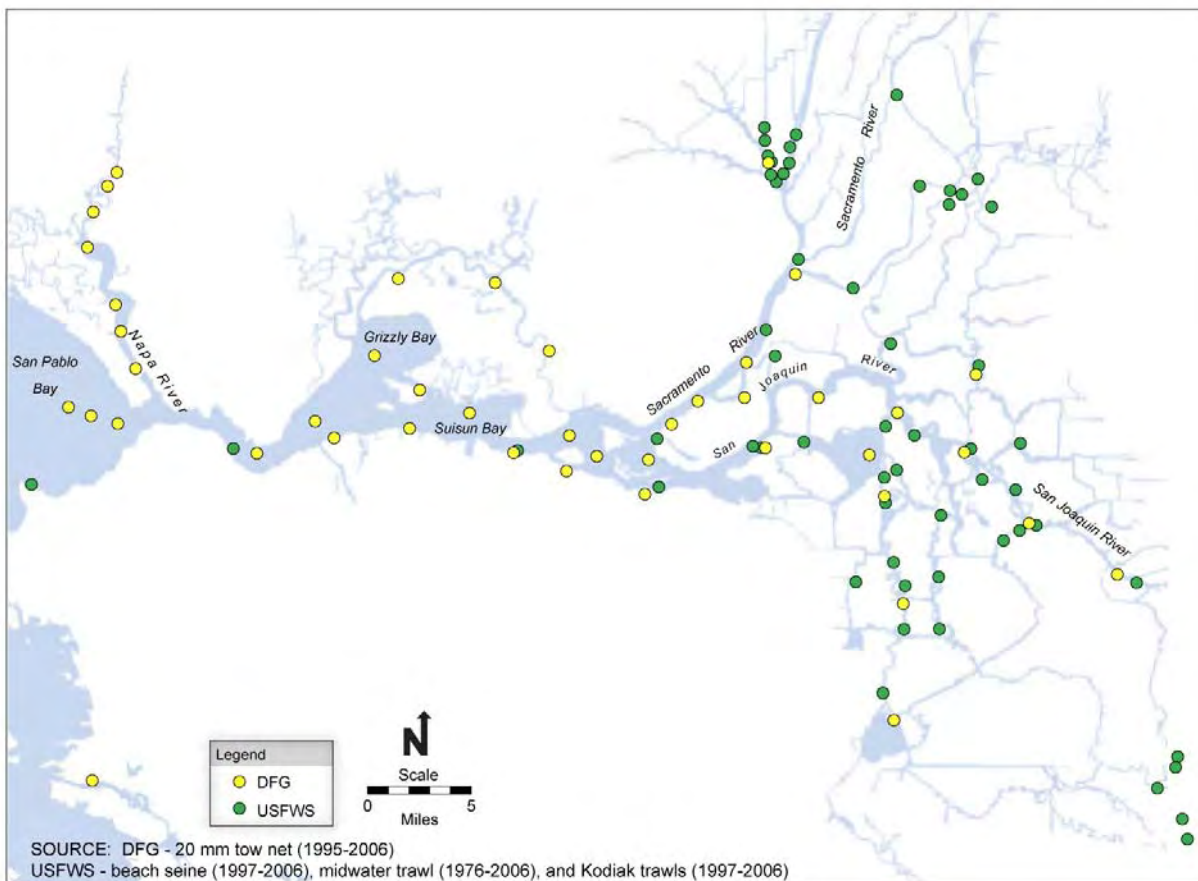 Sacramento River
Napa River
San Pablo
Bay
Grizzly Bay
Suisun Bay
Sacramento River
San Joaquin River
San Joaquin River
N
Scale
0 5
Miles
Legend
DFG
USFWS
SOURCE: DFG - 20 mm tow net (1995-2006)
USFWS - beach seine (1997-2006), midwater trawl (1976-2006), and Kodiak trawls (1997-2006)